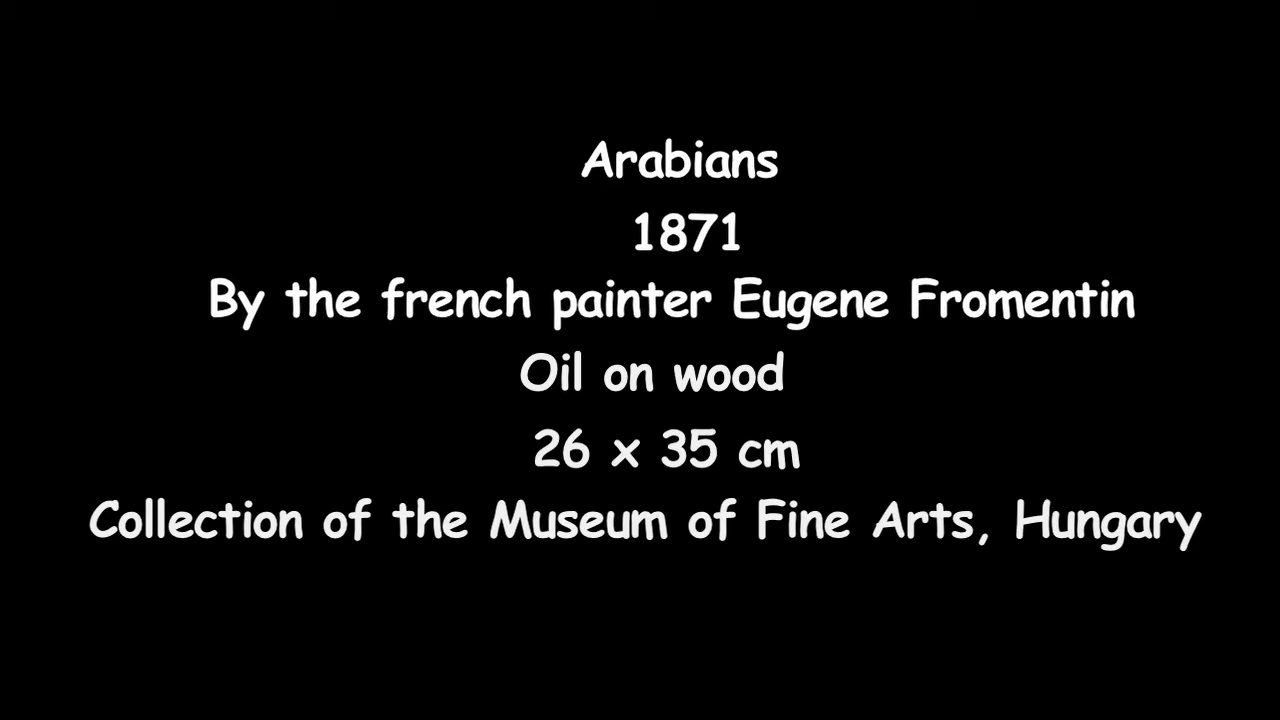 Arabians
1871
By the french painter Eugene Fromentin
Oil on wood
26 x 35 cm
Collection of the Museum of Fine Arts, Hungary